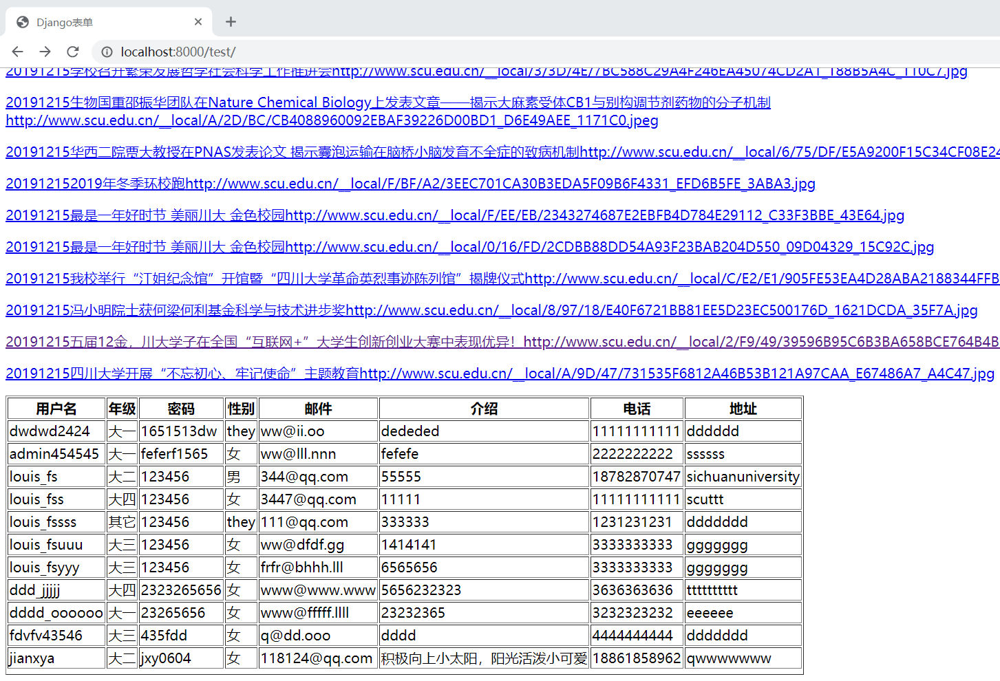 Django表单
localhost:8000/test/
20191215学校召开繁荣发展哲学社会科学工作推进会http://www.scu.edu.cn/__local/3/3D/4E/7BC588C29A4F246EA45074CD2A1_188B5A4C_110C7.jpg
20191215生物国重邵振华团队在Nature Chemical Biology上发表文章——揭示大麻素受体CB1与别构调节剂药物的分子机制
http://www.scu.edu.cn/__local/A/2D/BC/CB4088960092EBAF39226D00BD1_D6E49AEE_1171C0.jpeg
20191215华西二院贾大教授在PNAS发表论文 揭示囊泡运输在脑桥小脑发育不全症的致病机制http://www.scu.edu.cn/__local/6/75/DF/E5A9200F15C34CF08E24
201912152019年冬季环校跑http://www.scu.edu.cn/__local/F/BF/A2/3EEC701CA30B3EDA5F09B6F4331_EFD6B5FE_3ABA3.jpg
20191215最是一年好时节 美丽川大 金色校园http://www.scu.edu.cn/__local/F/EE/EB/2343274687E2EBFB4D784E29112_C33F3BBE_43E64.jpg
20191215最是一年好时节 美丽川大 金色校园http://www.scu.edu.cn/__local/0/16/FD/2CDBB88DD54A93F23BAB204D550_09D04329_15C92C.jpg
20191215我校举行“江姐纪念馆”开馆暨“四川大学革命英烈事迹陈列馆”揭牌仪式http://www.scu.edu.cn/__local/C/E2/E1/905FE53EA4D28ABA2188344FFB
20191215冯小明院士获何梁何利基金科学与技术进步奖http://www.scu.edu.cn/__local/8/97/18/E40F6721BB81EE5D23EC500176D_1621DCDA_35F7A.jpg
20191215五届12金，川大学子在全国“互联网+”大学生创新创业大赛中表现优异！http://www.scu.edu.cn/__local/2/F9/49/39596B95C6B3BA658BCE764B4B
20191215四川大学开展“不忘初心、牢记使命”主题教育http://www.scu.edu.cn/__local/A/9D/47/731535F6812A46B53B121A97CAA_E67486A7_A4C47.jpg
用户名 年级 密码 性别 邮件 介绍 电话 地址
dwdwd2424 大一 1651513dw they ww@ii.oo dededed 11111111111 dddddd
admin454545 大一 feferf1565 女 ww@lll.nnn fefefe 2222222222 ssssss
louis_fs 大二 123456 男 344@qq.com 55555 18782870747 sichuanuniversity
louis_fss 大四 123456 女 3447@qq.com 11111 11111111111 scuttt
louis_fssss 其它 123456 they 111@qq.com 333333 1231231231 ddddddd
louis_fsuuu 大三 123456 女 ww@dfdf.gg 1414141 3333333333 ggggggg
louis_fsyyy 大三 123456 女 frfr@bhhh.lll 6565656 3333333333 ggggggg
ddd_jjjjj 大四 2323265656 女 www@www.www 5656232323 3636363636 tttttttttt
dddd_oooooo 大一 23265656 女 www@fffff.llll 23232365 3232323232 eeeeee
fdvfv43546 大三 435fdd 女 q@dd.ooo dddd 4444444444 ddddddd
jianxya 大二 jxy0604 女 118124@qq.com 积极向上小太阳，阳光活泼小可爱 18861858962 qwwwwwww